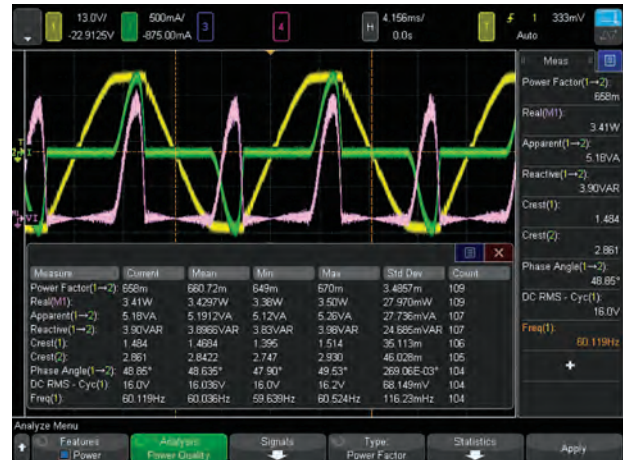 1 13.0V/ -22.9125V 2 500mA/ -875.00mA 3 4 H 4.156ms/ 0.0s T 1 333mV Auto
Meas
Power Factor(1→2):
658m
Real(M1):
3.41W
Apparent(1→2):
5.18VA
Reactive(1→2):
3.90VAR
Crest(1):
1.484
Crest(2):
2.861
Phase Angle(1→2):
48.85°
DC RMS - Cyc(1):
16.0V
Freq(1):
60.119Hz
Measure Current Mean Min Max Std Dev Count
Power Factor(1→2): 658m 660.72m 649m 670m 3.4857m 109
Real(M1): 3.41W 3.4297W 3.38W 3.50W 27.970mW 109
Apparent(1→2): 5.18VA 5.1912VA 5.12VA 5.26VA 27.736mVA 107
Reactive(1→2): 3.90VAR 3.8966VAR 3.83VAR 3.98VAR 24.685mVAR 107
Crest(1): 1.484 1.4684 1.395 1.514 35.113m 106
Crest(2): 2.861 2.8422 2.747 2.930 46.028m 105
Phase Angle(1→2): 48.85° 48.635° 47.90° 49.53° 269.06E-03° 104
DC RMS - Cyc(1): 16.0V 16.036V 16.0V 16.2V 68.149mV 104
Freq(1): 60.119Hz 60.036Hz 59.639Hz 60.524Hz 116.23mHz 104
Analyze Menu
Features Power
Analysis: Power Quality
Signals
Type: Power Factor
Statistics
Apply